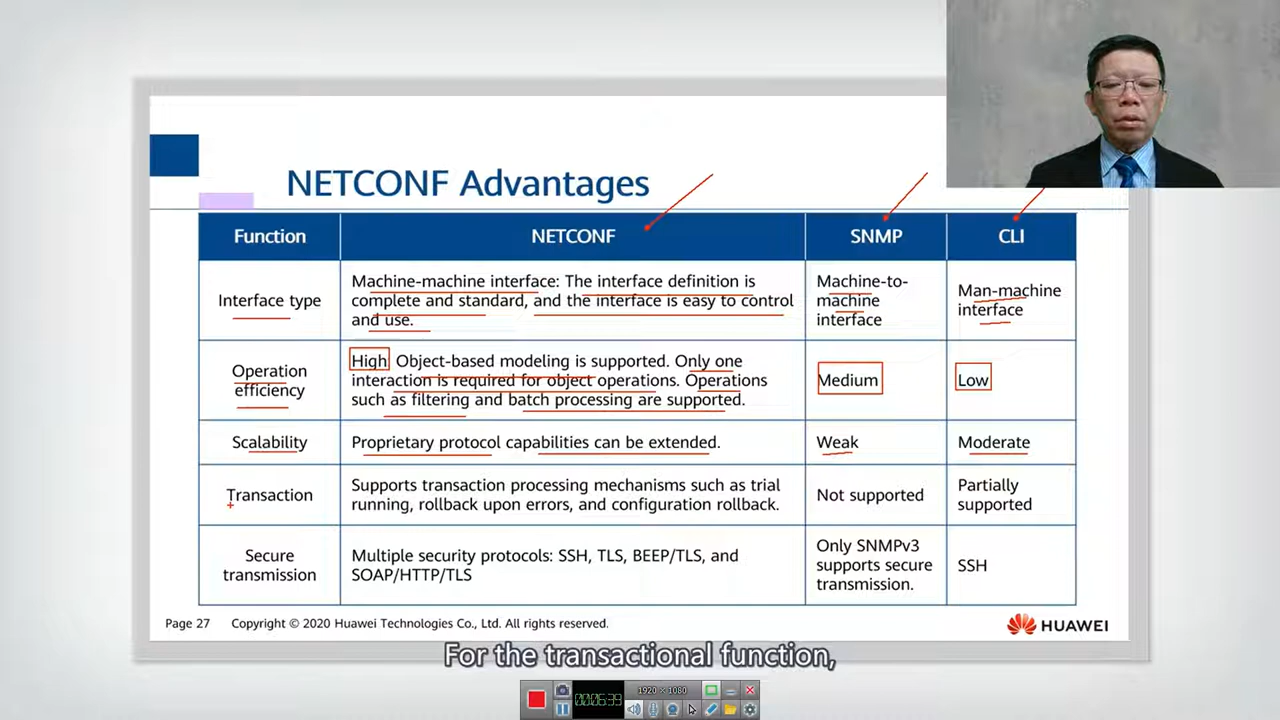 NETCONF Advantages
Function
NETCONF
SNMP
CLI
Interface type
Machine-machine interface: The interface definition is
complete and standard, and the interface is easy to control
and use.
Machine-to-
machine
interface
Man-machine
interface
Operation
efficiency
High Object-based modeling is supported. Only one
interaction is required for object operations. Operations
such as filtering and batch processing are supported.
Medium
Low
Scalability
Proprietary protocol capabilities can be extended.
Weak
Moderate
Transaction
Supports transaction processing mechanisms such as trial
running, rollback upon errors, and configuration rollback.
Not supported
Partially
supported
Secure
transmission
Multiple security protocols: SSH, TLS, BEEP/TLS, and
SOAP/HTTP/TLS
Only SNMPv3
supports secure
transmission.
SSH
Page 27 Copyright © 2020 Huawei Technologies Co., Ltd. All rights reserved.
HUAWEI
For the transactional function,
00:06:39
1920 × 1080